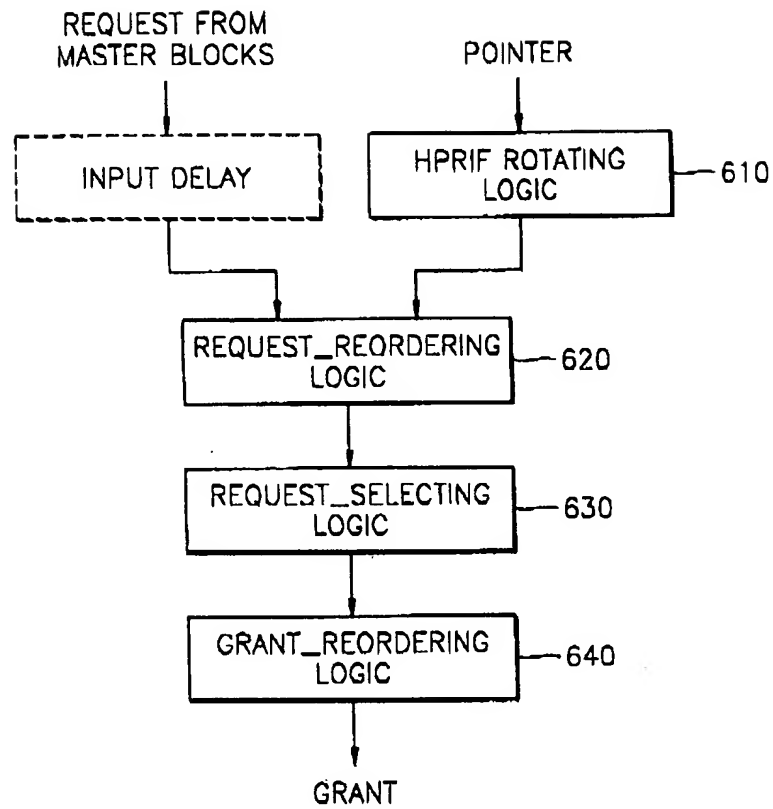 REQUEST FROM
MASTER BLOCKS
POINTER
INPUT DELAY
HPRIF ROTATING
LOGIC
610
REQUEST_REORDERING
LOGIC
620
REQUEST_SELECTING
LOGIC
630
GRANT_REORDERING
LOGIC
640
GRANT